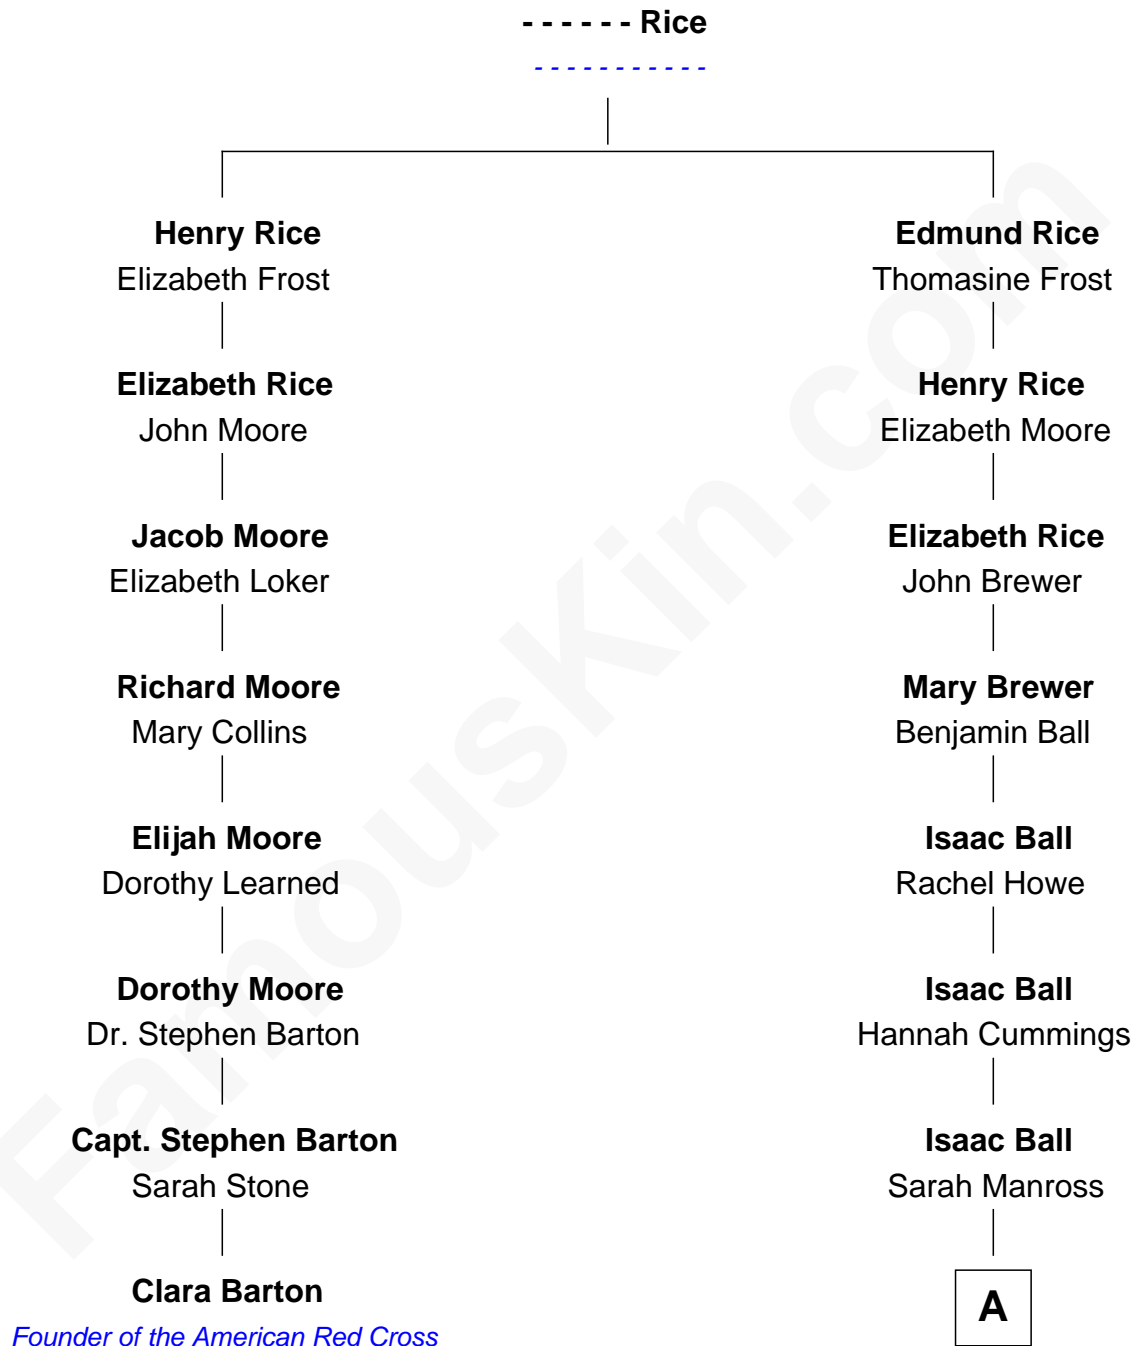 - - - - - - Rice
- - - - - - - - - - -
Henry Rice
Elizabeth Frost
Edmund Rice
Thomasine Frost
Elizabeth Rice
John Moore
Henry Rice
Elizabeth Moore
Jacob Moore
Elizabeth Loker
Elizabeth Rice
John Brewer
Richard Moore
Mary Collins
Mary Brewer
Benjamin Ball
Elijah Moore
Dorothy Learned
Isaac Ball
Rachel Howe
Dorothy Moore
Dr. Stephen Barton
Isaac Ball
Hannah Cummings
Capt. Stephen Barton
Sarah Stone
Isaac Ball
Sarah Manross
Clara Barton
Founder of the American Red Cross
A
FamousKin.com